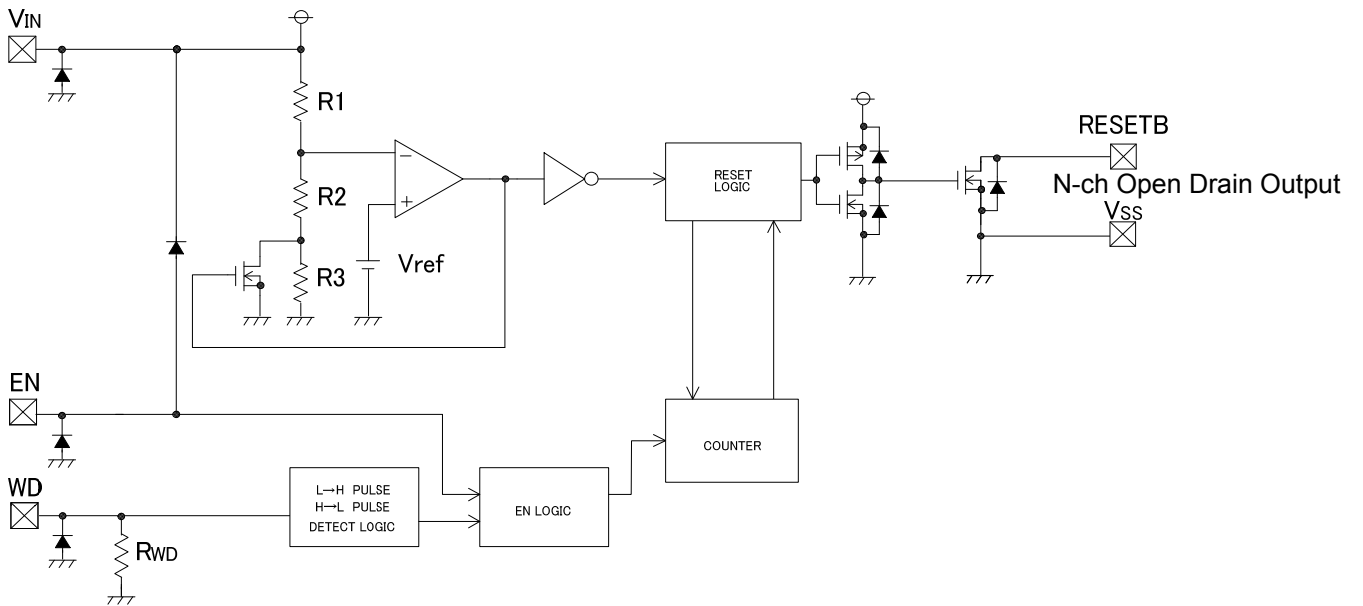 VIN
R1
R2
R3
−
+
Vref
RESET
LOGIC
RESETB
N-ch Open Drain Output
VSS
EN
COUNTER
WD
L→H PULSE
H→L PULSE
DETECT LOGIC
EN LOGIC
RWD